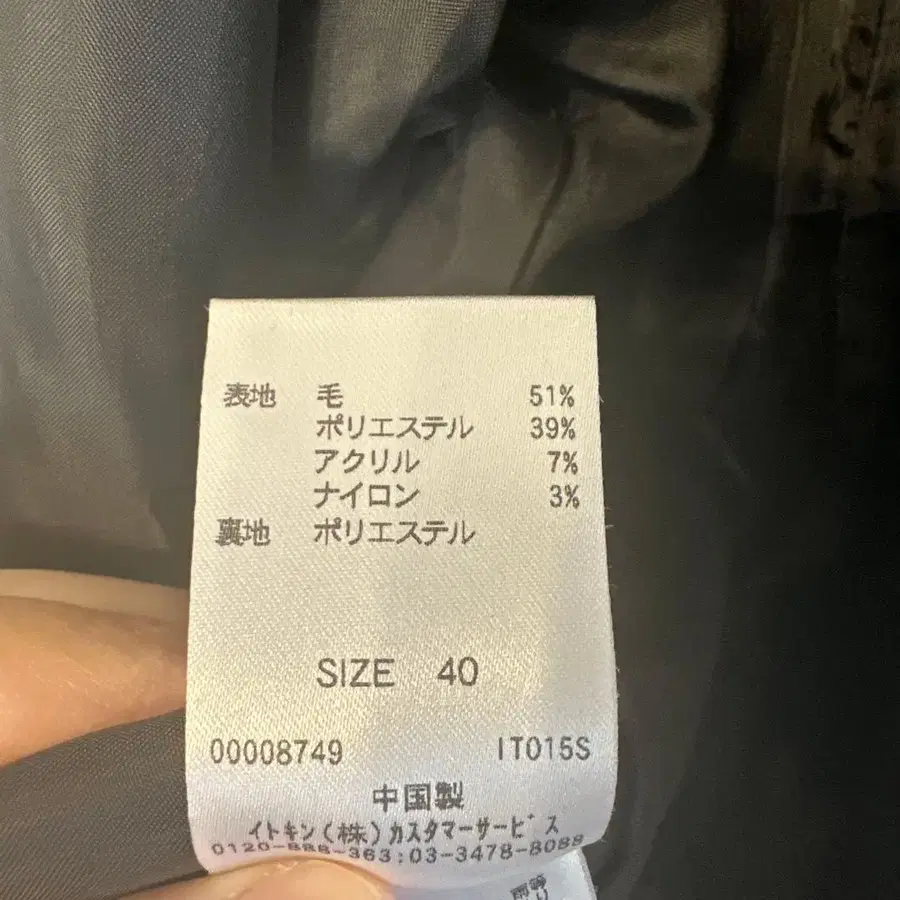 表地 毛 51%
ポリエステル 39%
アクリル 7%
ナイロン 3%
裏地 ポリエステル
SIZE 40
00008749 IT015S
中国製
イトキン(株)カスタマーサービス
0120-888-363:03-3478-8088